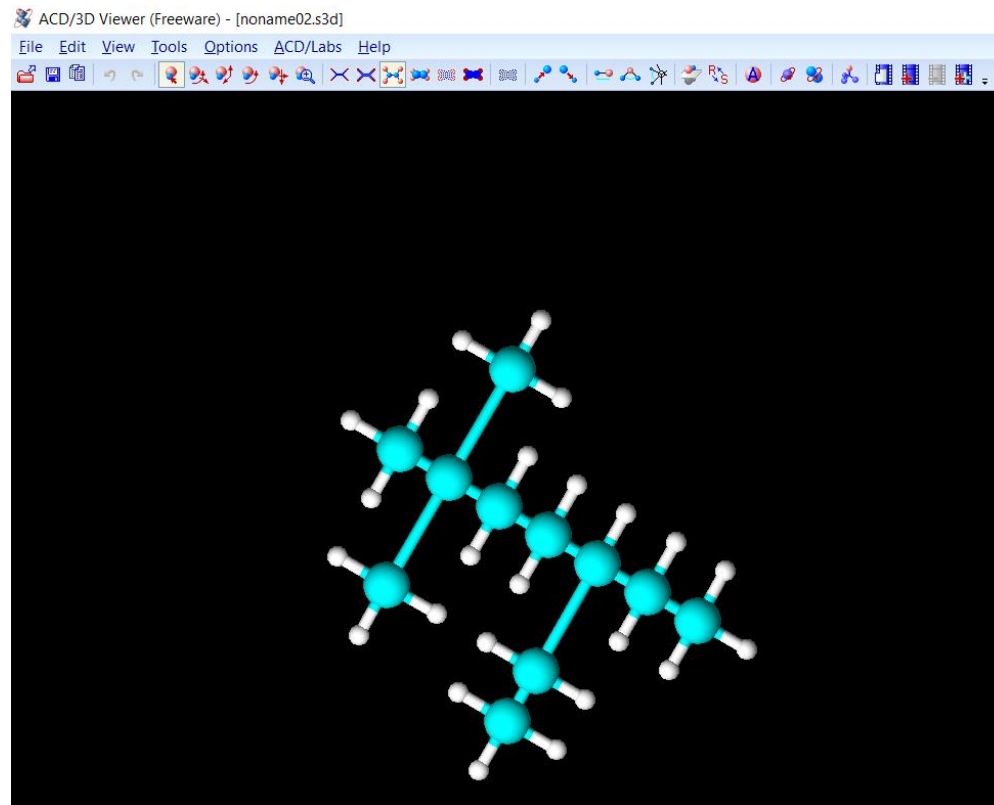 ACD/3D Viewer (Freeware) - [noname02.s3d]
File Edit View Tools Options ACD/Labs Help
R S
A